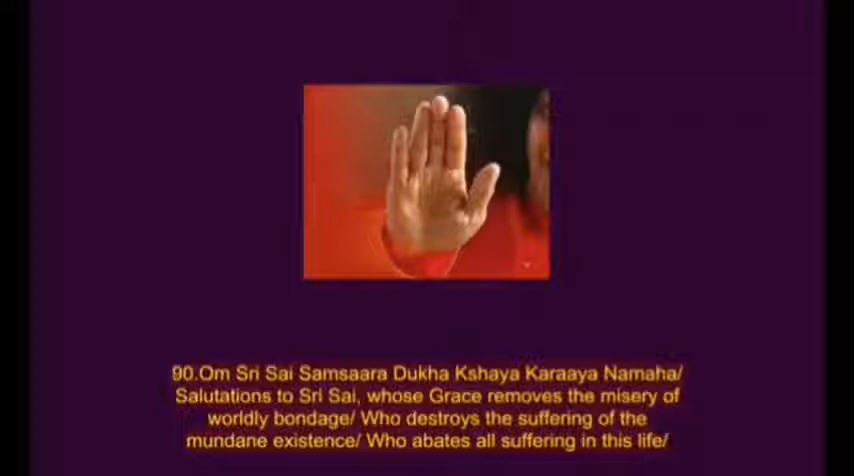 90.Om Sri Sai Samsaara Dukha Kshaya Karaaya Namaha/
Salutations to Sri Sai, whose Grace removes the misery of
worldly bondage/ Who destroys the suffering of the
mundane existence/ Who abates all suffering in this life/